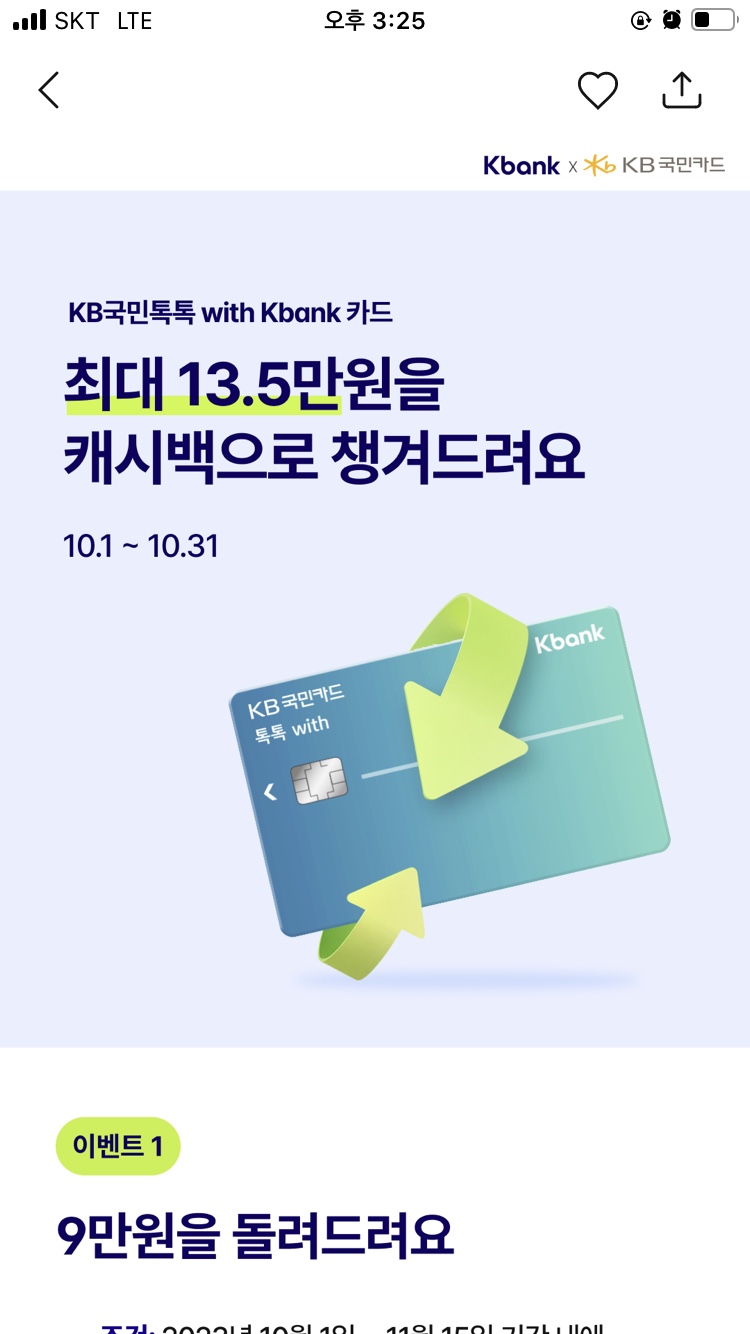 SKT LTE 오후 3:25
Kbank x KB국민카드
KB국민톡톡 with Kbank 카드
최대 13.5만원을
캐시백으로 챙겨드려요
10.1 ~ 10.31
Kbank
KB국민카드
톡톡 with
이벤트 1
9만원을 돌려드려요